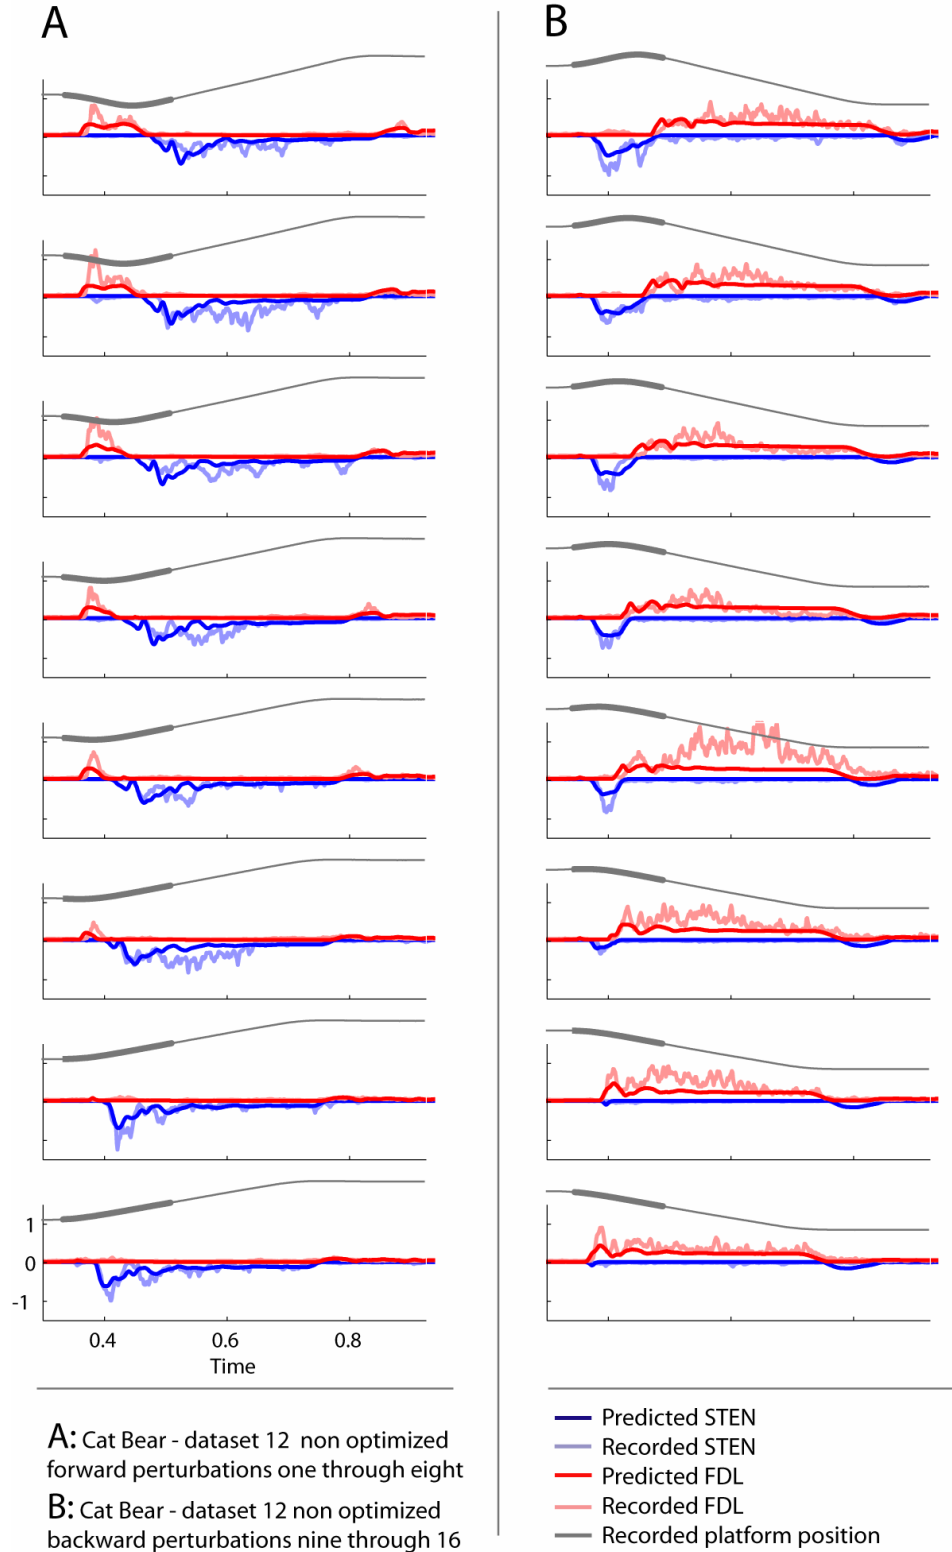 A
B
1
0
-1
0.4 0.6 0.8
Time
A: Cat Bear - dataset 12 non optimized
forward perturbations one through eight
B: Cat Bear - dataset 12 non optimized
backward perturbations nine through 16
Predicted STEN
Recorded STEN
Predicted FDL
Recorded FDL
Recorded platform position